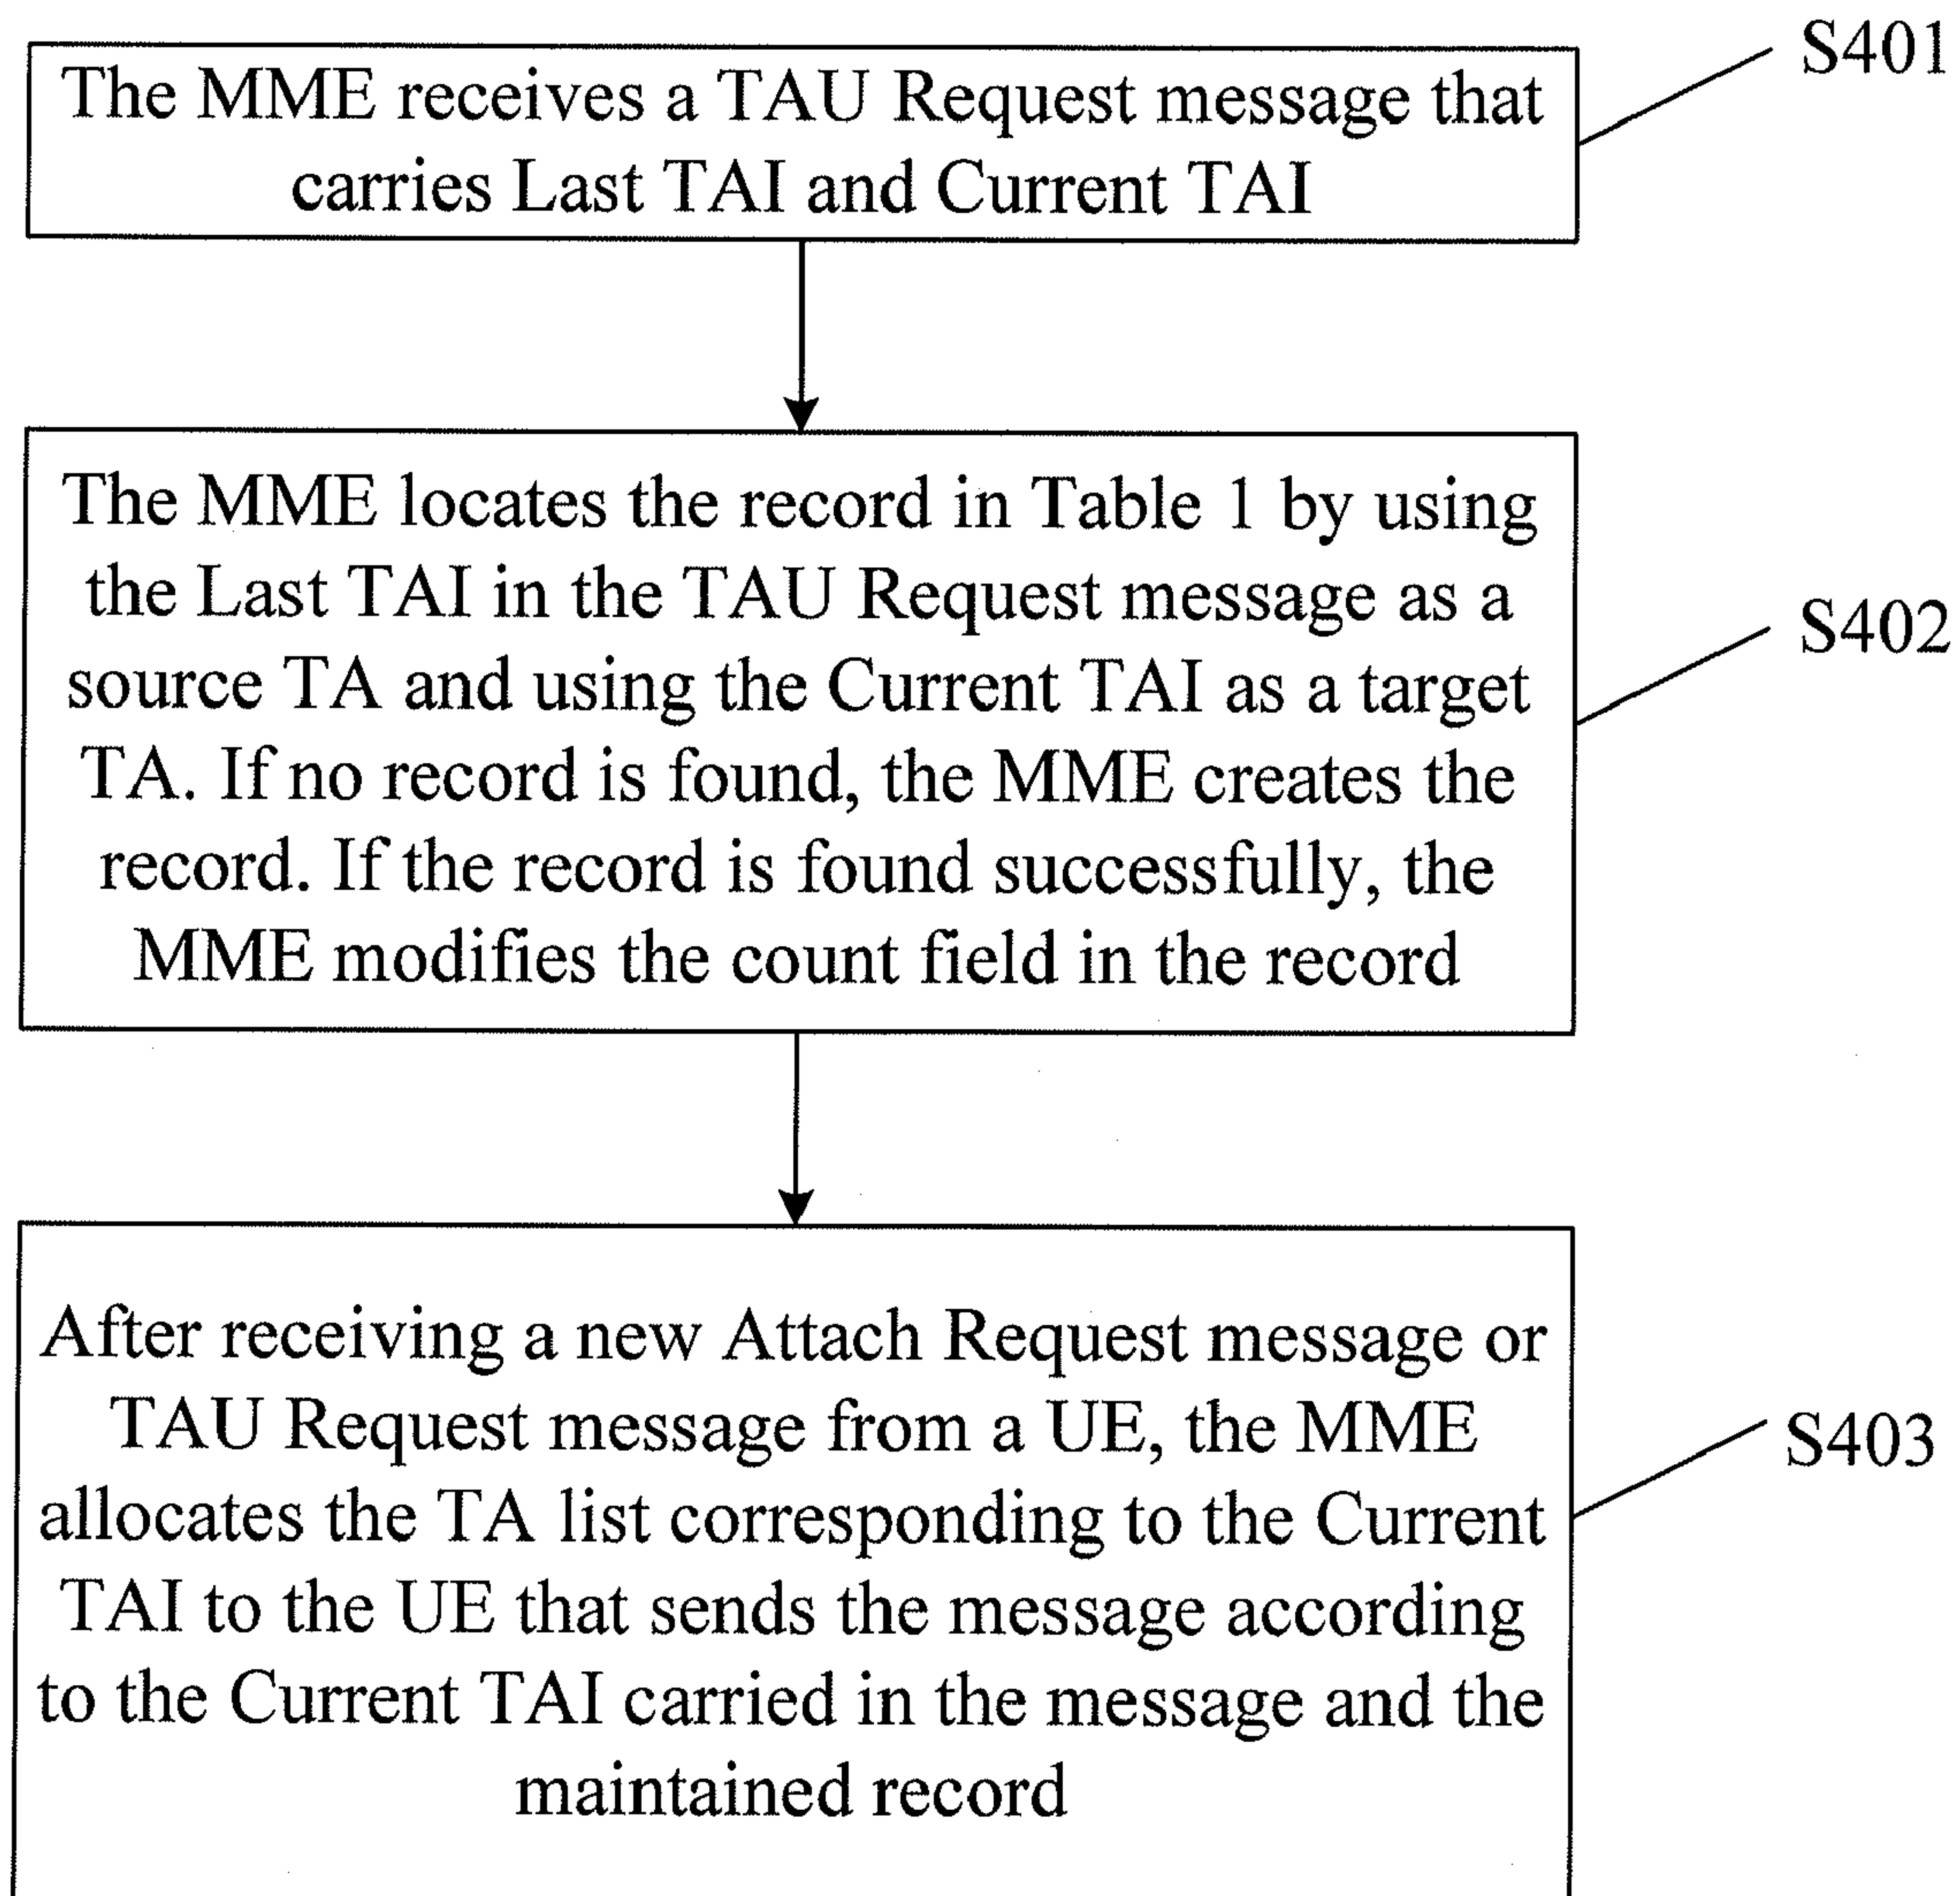 S401
The MME receives a TAU Request message that
carries Last TAI and Current TAI
The MME locates the record in Table 1 by using
the Last TAI in the TAU Request message as a
source TA and using the Current TAI as a target
TA. If no record is found, the MME creates the
record. If the record is found successfully, the
MME modifies the count field in the record
S402
After receiving a new Attach Request message or
TAU Request message from a UE, the MME
allocates the TA list corresponding to the Current
TAI to the UE that sends the message according
to the Current TAI carried in the message and the
maintained record
S403